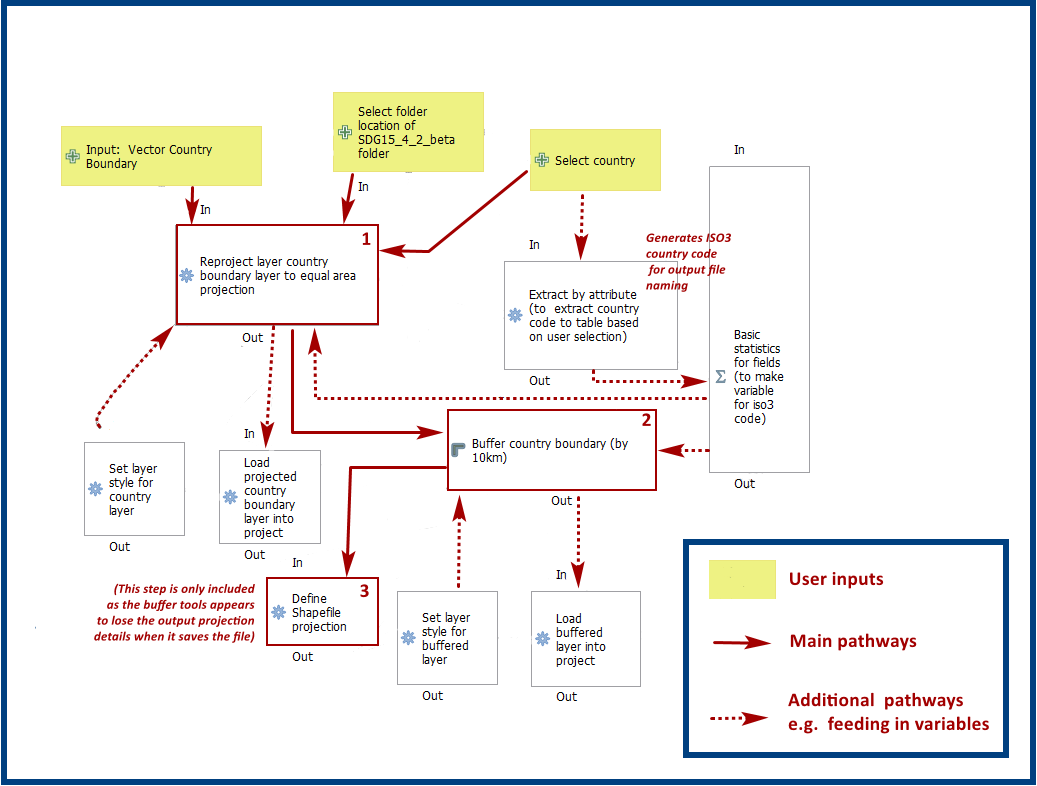 Select folder
location of
SDG15_4_2_beta
folder
Input:  Vector Country
Boundary
Select country
In
In
In
1
Reproject layer country
boundary layer to equal area
projection
Out
In
Generates ISO3
country code
for output file
naming
Extract by attribute
(to  extract country
code to table based
on user selection)
Out
Basic
statistics
for fields
(to make
variable
for iso3
code)
Out
2
Buffer country boundary (by
10km)
Out
Set layer
style for
country
layer
Out
In
Load
projected
country
boundary
layer into
project
Out
In
(This step is only included
as the buffer tools appears
to lose the output projection
details when it saves the file)
3
Define
Shapefile
projection
Out
Set layer
style for
buffered
layer
Out
In
Load
buffered
layer into
project
Out
User inputs
Main pathways
Additional  pathways
e.g.  feeding in variables